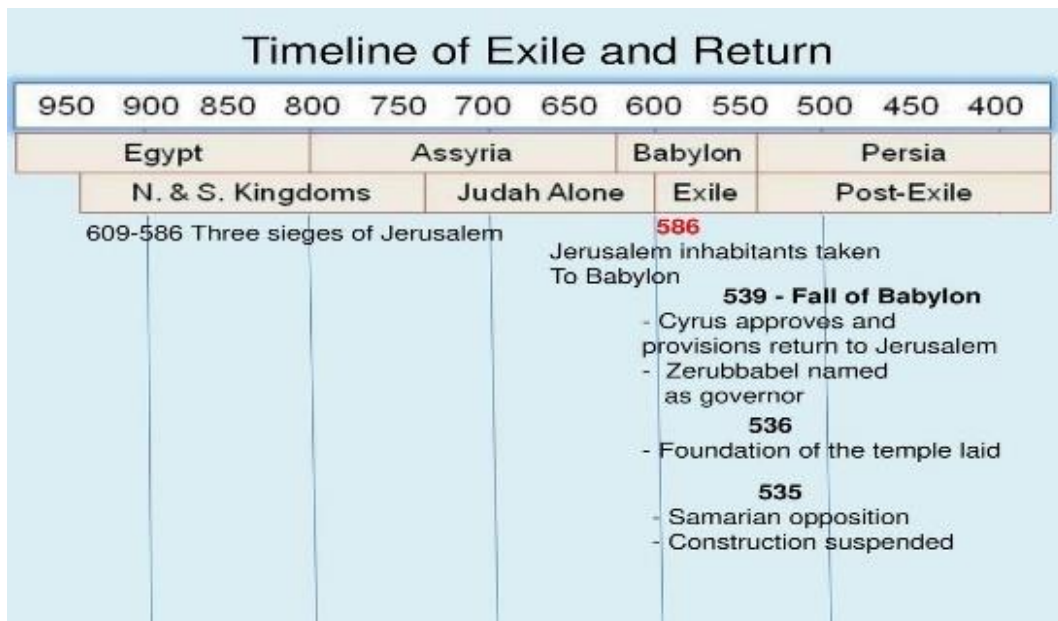 Timeline of Exile and Return
950 900 850 800 750 700 650 600 550 500 450 400
Egypt Assyria Babylon Persia
N. & S. Kingdoms Judah Alone Exile Post-Exile
609-586 Three sieges of Jerusalem
586
Jerusalem inhabitants taken
To Babylon
539 - Fall of Babylon
- Cyrus approves and
provisions return to Jerusalem
- Zerubbabel named
as governor
536
- Foundation of the temple laid
535
- Samarian opposition
- Construction suspended